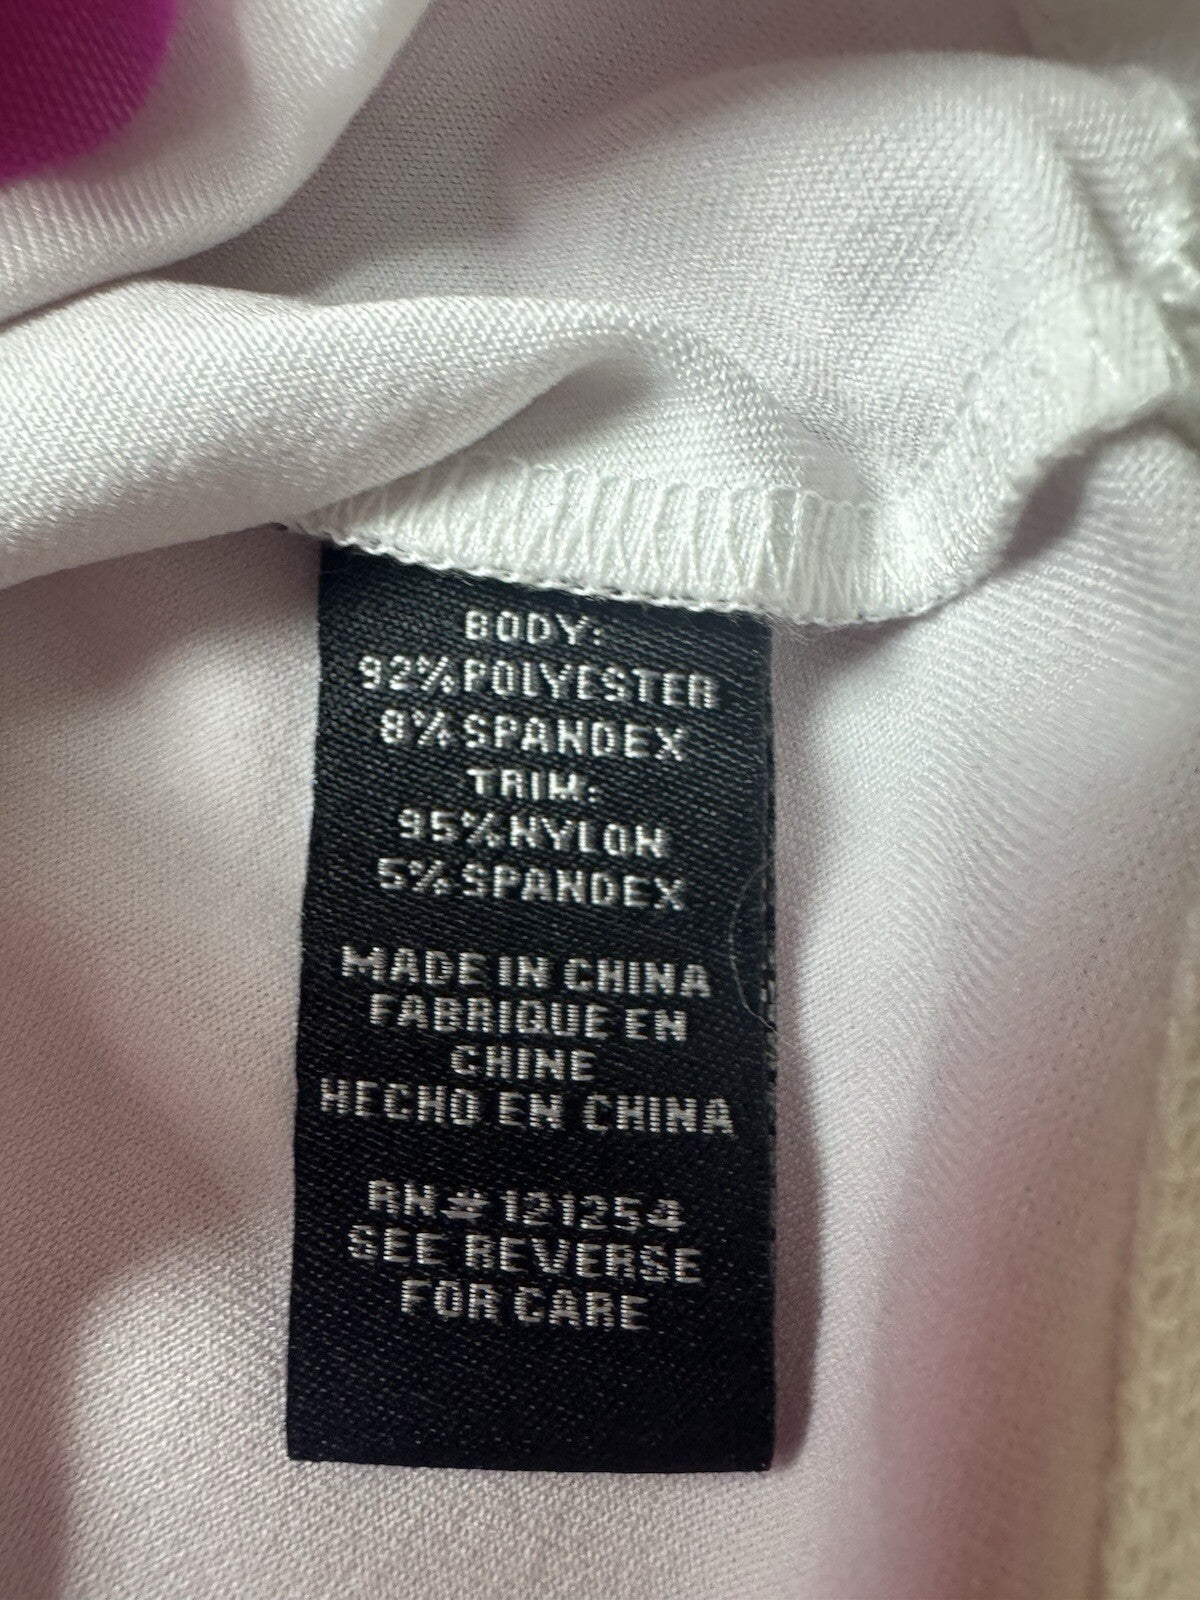 BODY:
92% POLYESTER
8% SPANDEX
TRIM:
95% NYLON
5% SPANDEX
MADE IN CHINA
FABRIQUE EN
CHINE
HECHO EN CHINA
RN# 121254
SEE REVERSE
FOR CARE